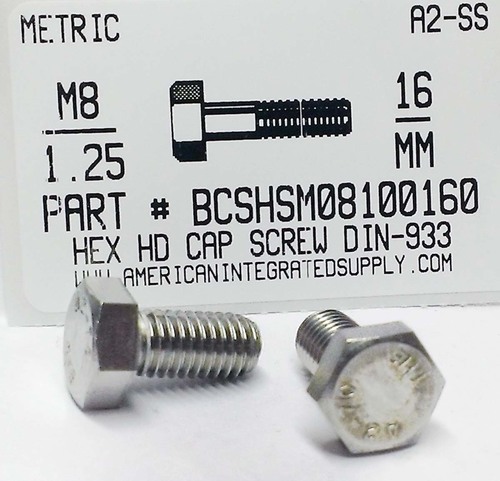 METRIC
A2-SS
M8
1.25
16
MM
PART # BCSHSM08100160
HEX HD CAP SCREW DIN-933
WWW.AMERICANINTEGRATEDSUPPLY.COM